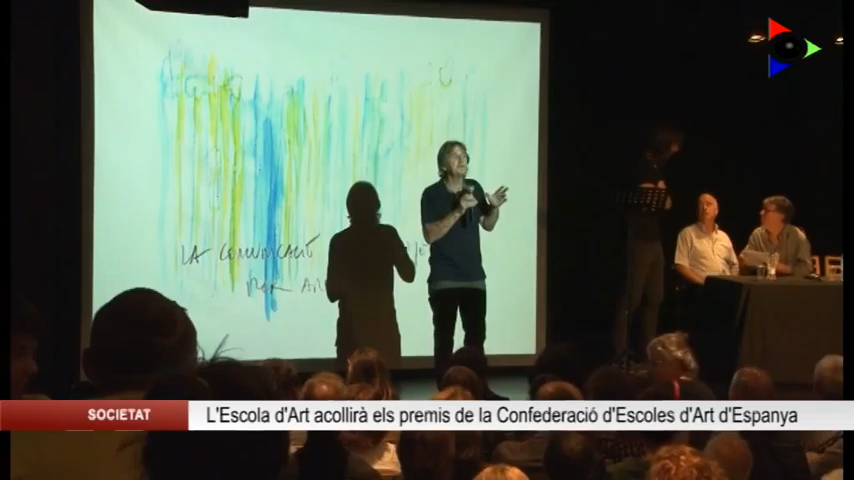 LA COMUNICACIÓ
PER
SOCIETAT
L'Escola d'Art acollirà els premis de la Confederació d'Escoles d'Art d'Espanya